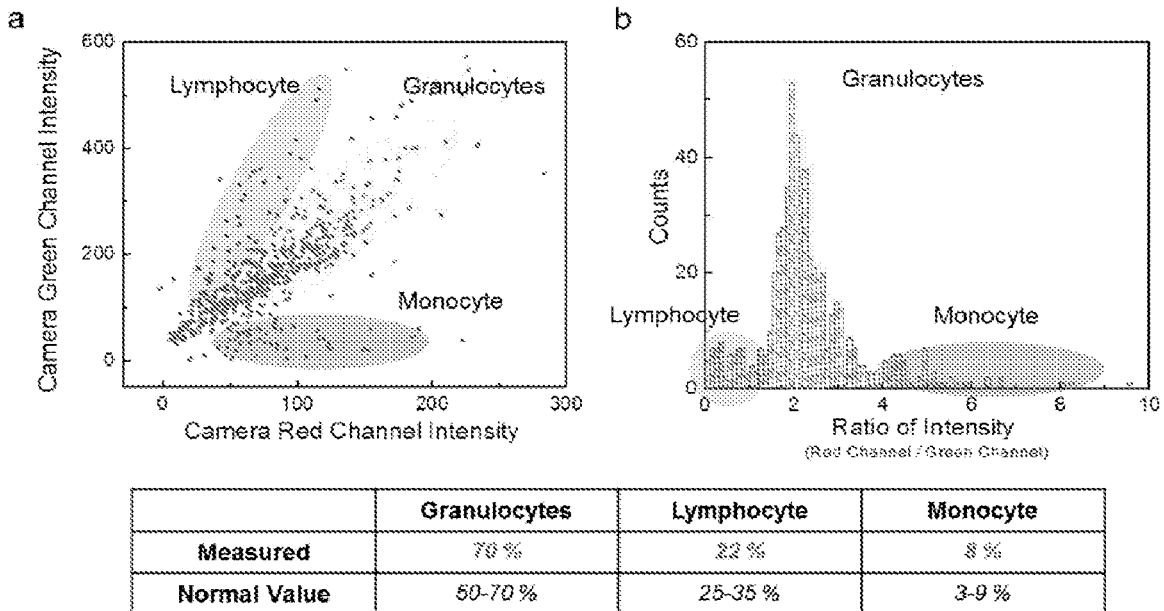 a
Camera Green Channel Intensity
600
400
200
0
Lymphocyte
Granulocytes
Monocyte
0 100 200 300
Camera Red Channel Intensity
b
Counts
60
40
20
0
Granulocytes
Lymphocyte
Monocyte
0 2 4 6 8 10
Ratio of Intensity
(Red Channel / Green Channel)
Granulocytes Lymphocyte Monocyte
Measured 70 % 22 % 8 %
Normal Value 50-70 % 25-35 % 3-9 %